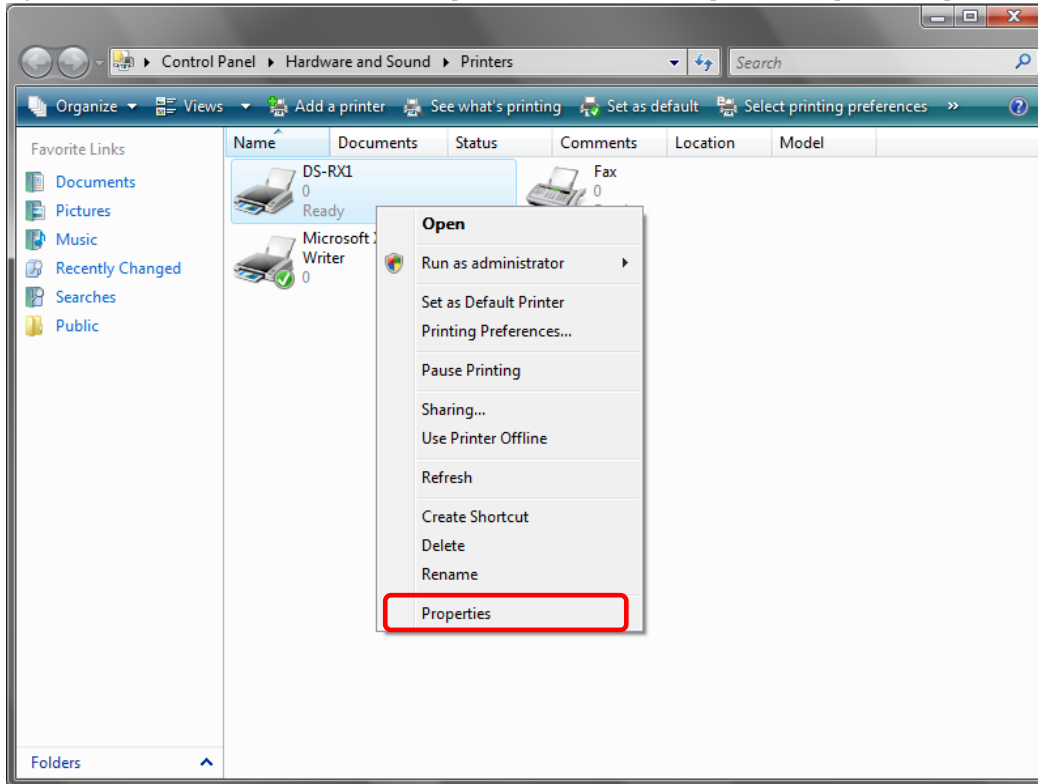 Control Panel ▸ Hardware and Sound ▸ Printers
Search
Organize Views Add a printer See what's printing Set as default Select printing preferences »
Favorite Links
Documents
Pictures
Music
Recently Changed
Searches
Public
Folders
Name Documents Status Comments Location Model
DS-RX1
0
Ready
Fax
0
Microsoft
Writer
0
Open
Run as administrator
Set as Default Printer
Printing Preferences...
Pause Printing
Sharing...
Use Printer Offline
Refresh
Create Shortcut
Delete
Rename
Properties